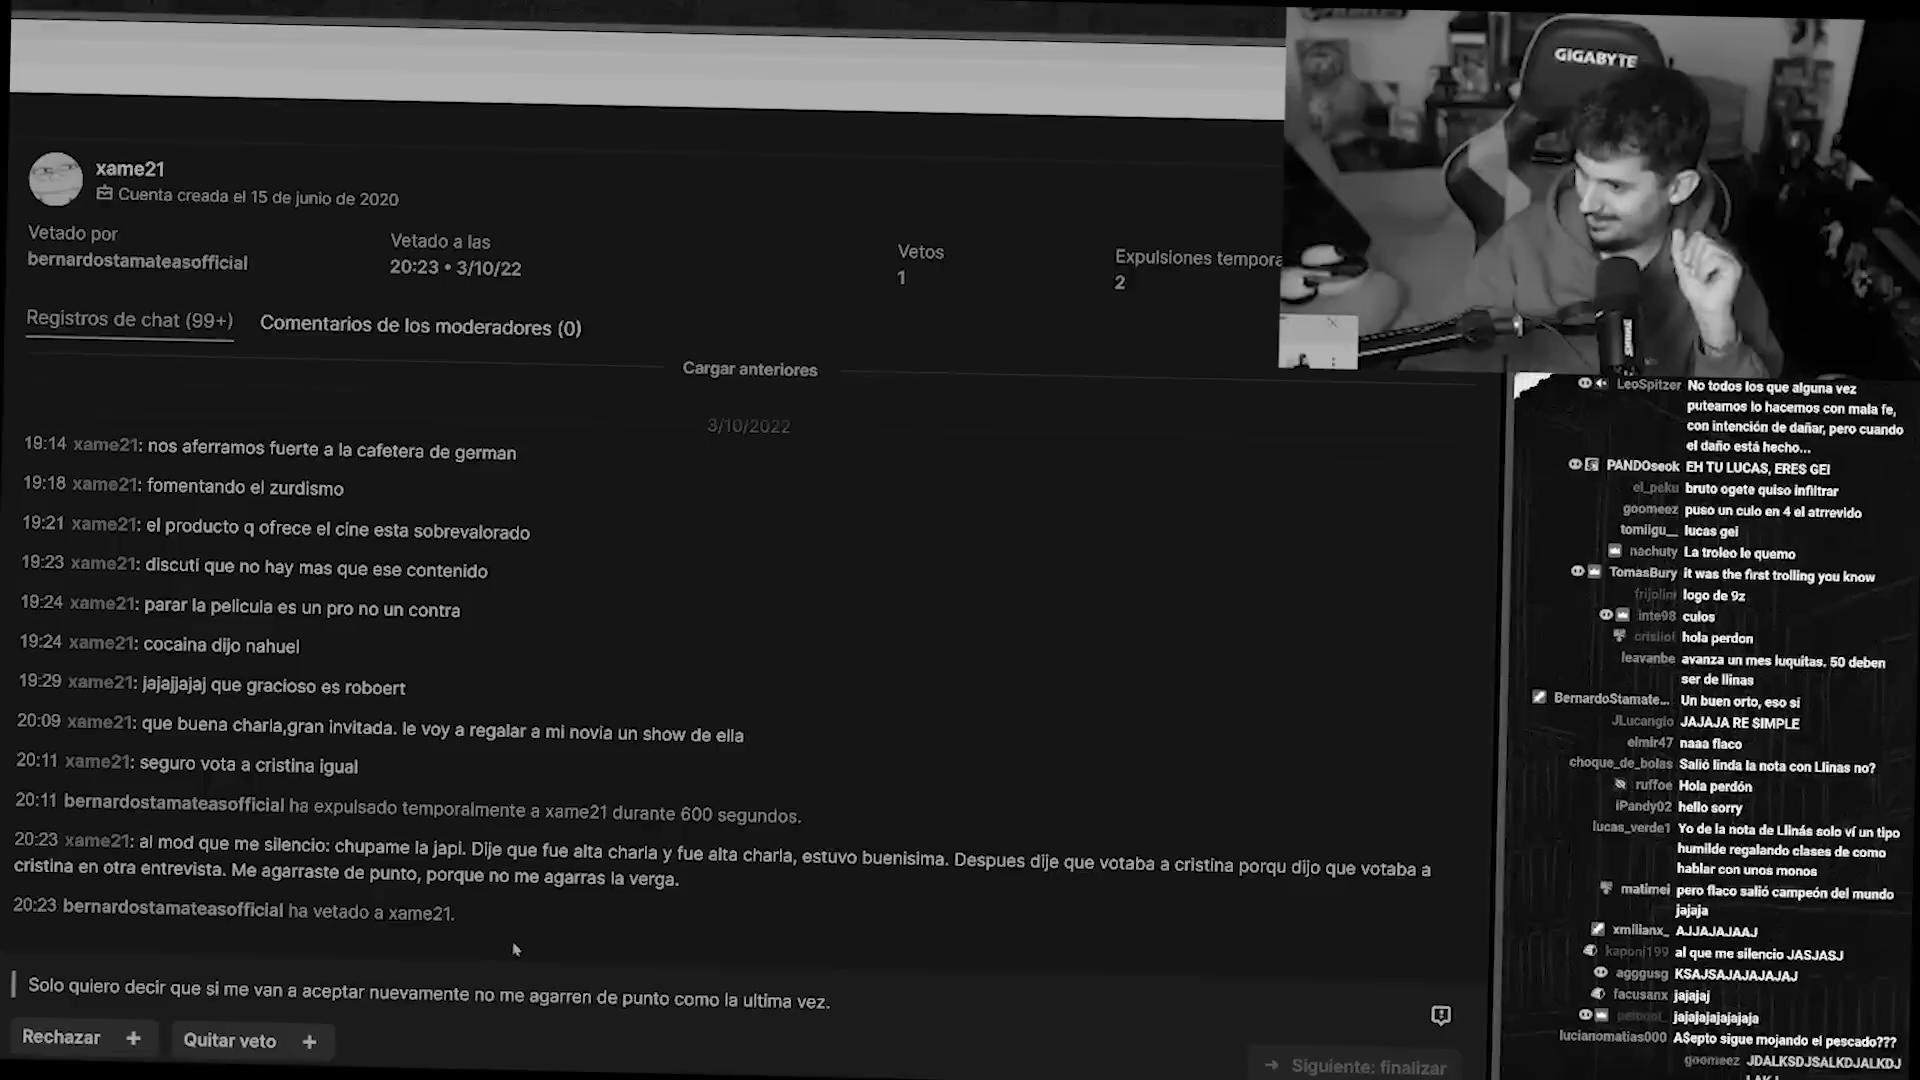 GIGABYTE
xame21
Cuenta creada el 15 de junio de 2020
Vetado por
bernardostamateasofficial
Vetado a las
20:23 • 3/10/22
Vetos
1
Expulsiones tempora
2
Registros de chat (99+)
Comentarios de los moderadores (0)
Cargar anteriores
3/10/2022
19:14 xame21: nos aferramos fuerte a la cafetera de german
19:18 xame21: fomentando el zurdismo
19:21 xame21: el producto q ofrece el cine esta sobrevalorado
19:23 xame21: discuti que no hay mas que ese contenido
19:24 xame21: parar la pelicula es un pro no un contra
19:24 xame21: cocaina dijo nahuel
19:29 xame21: jajajjajaj que gracioso es roboert
20:09 xame21: que buena charla,gran invitada. le voy a regalar a mi novia un show de ella
20:11 xame21: seguro vota a cristina igual
20:11 bernardostamateasofficial ha expulsado temporalmente a xame21 durante 600 segundos.
20:23 xame21: al mod que me silencio: chupame la japi. Dije que fue alta charla y fue alta charla, estuvo buenisima. Despues dije que votaba a cristina porqu dijo que votaba a
cristina en otra entrevista. Me agarraste de punto, porque no me agarras la verga.
20:23 bernardostamateasofficial ha vetado a xame21.
Solo quiero decir que si me van a aceptar nuevamente no me agarren de punto como la ultima vez.
Rechazar +
Quitar veto +
Siguiente: finalizar
SHURE
LeoSpitzer No todos los que alguna vez
puteamos lo hacemos con mala fe,
con intención de dañar, pero cuando
el daño está hecho...
PANDOseok EH TU LUCAS, ERES GEI
el_peku bruto ogete quiso infiltrar
goomeez puso un culo en 4 el atrrevido
tomiigu__ lucas gei
nachuty La troleo le quemo
TomasBury it was the first trolling you know
frijolini logo de 9z
inte98 culos
crisliol hola perdon
leavanbe avanza un mes luquitas. 50 deben
ser de llinas
BernardoStamate... Un buen orto, eso si
JLucangio JAJAJA RE SIMPLE
elmir47 naaa flaco
choque_de_bolas Salió linda la nota con Llinas no?
ruffoe Hola perdón
iPandy02 hello sorry
lucas_verde1 Yo de la nota de Llinás solo ví un tipo
humilde regalando clases de como
hablar con unos monos
matimei pero flaco salió campeón del mundo
jajaja
xmilianx_ AJJAJAJAAJ
kaponi199 al que me silencio JASJASJ
agggusg KSAJSAJAJAJAJAJ
facusanx jajajaj
jajajajajajajaja
lucianomatias000 A$epto sigue mojando el pescado???
goomeez JDALKSDJSALKDJALKDJ